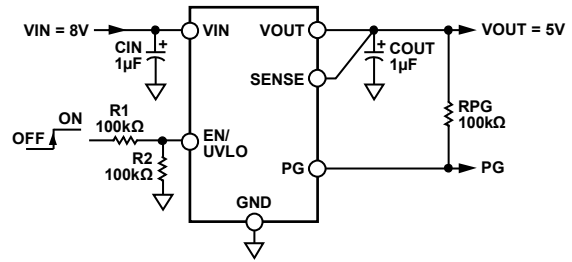 VIN = 8V
CIN
1µF
+
VIN
VOUT
VOUT = 5V
COUT
1µF
+
SENSE
RPG
100kΩ
OFF
ON
R1
100kΩ
R2
100kΩ
EN/
UVLO
PG
PG
GND